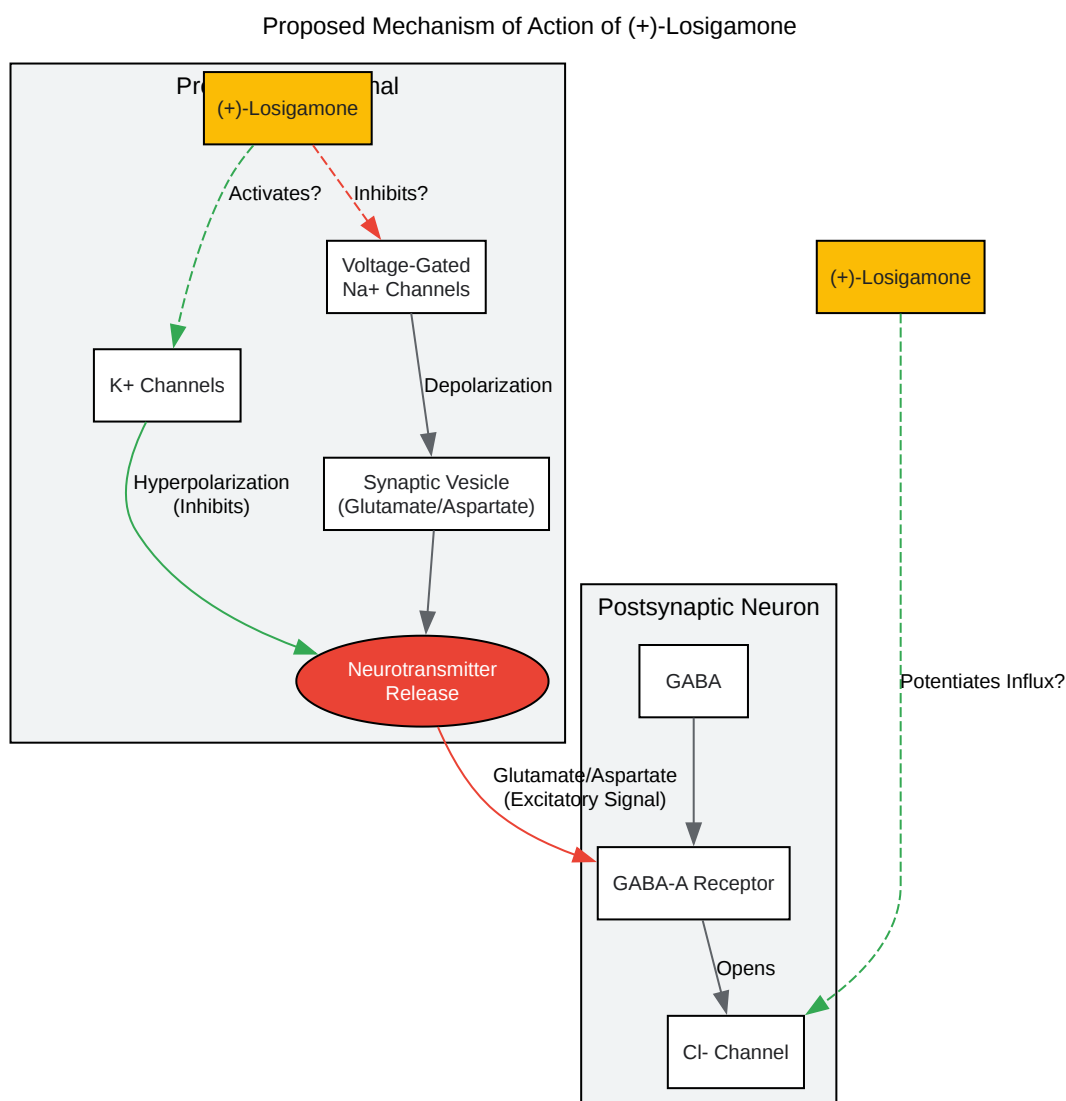 Proposed Mechanism of Action of (+)-Losigamone
(+)-Losigamone
Activates?
Inhibits?
Voltage-Gated
Na+ Channels
(+)-Losigamone
K+ Channels
Depolarization
Hyperpolarization
(Inhibits)
Synaptic Vesicle
(Glutamate/Aspartate)
Neurotransmitter
Release
Postsynaptic Neuron
GABA
Potentiates Influx?
Glutamate/Aspartate
(Excitatory Signal)
GABA-A Receptor
Opens
Cl- Channel